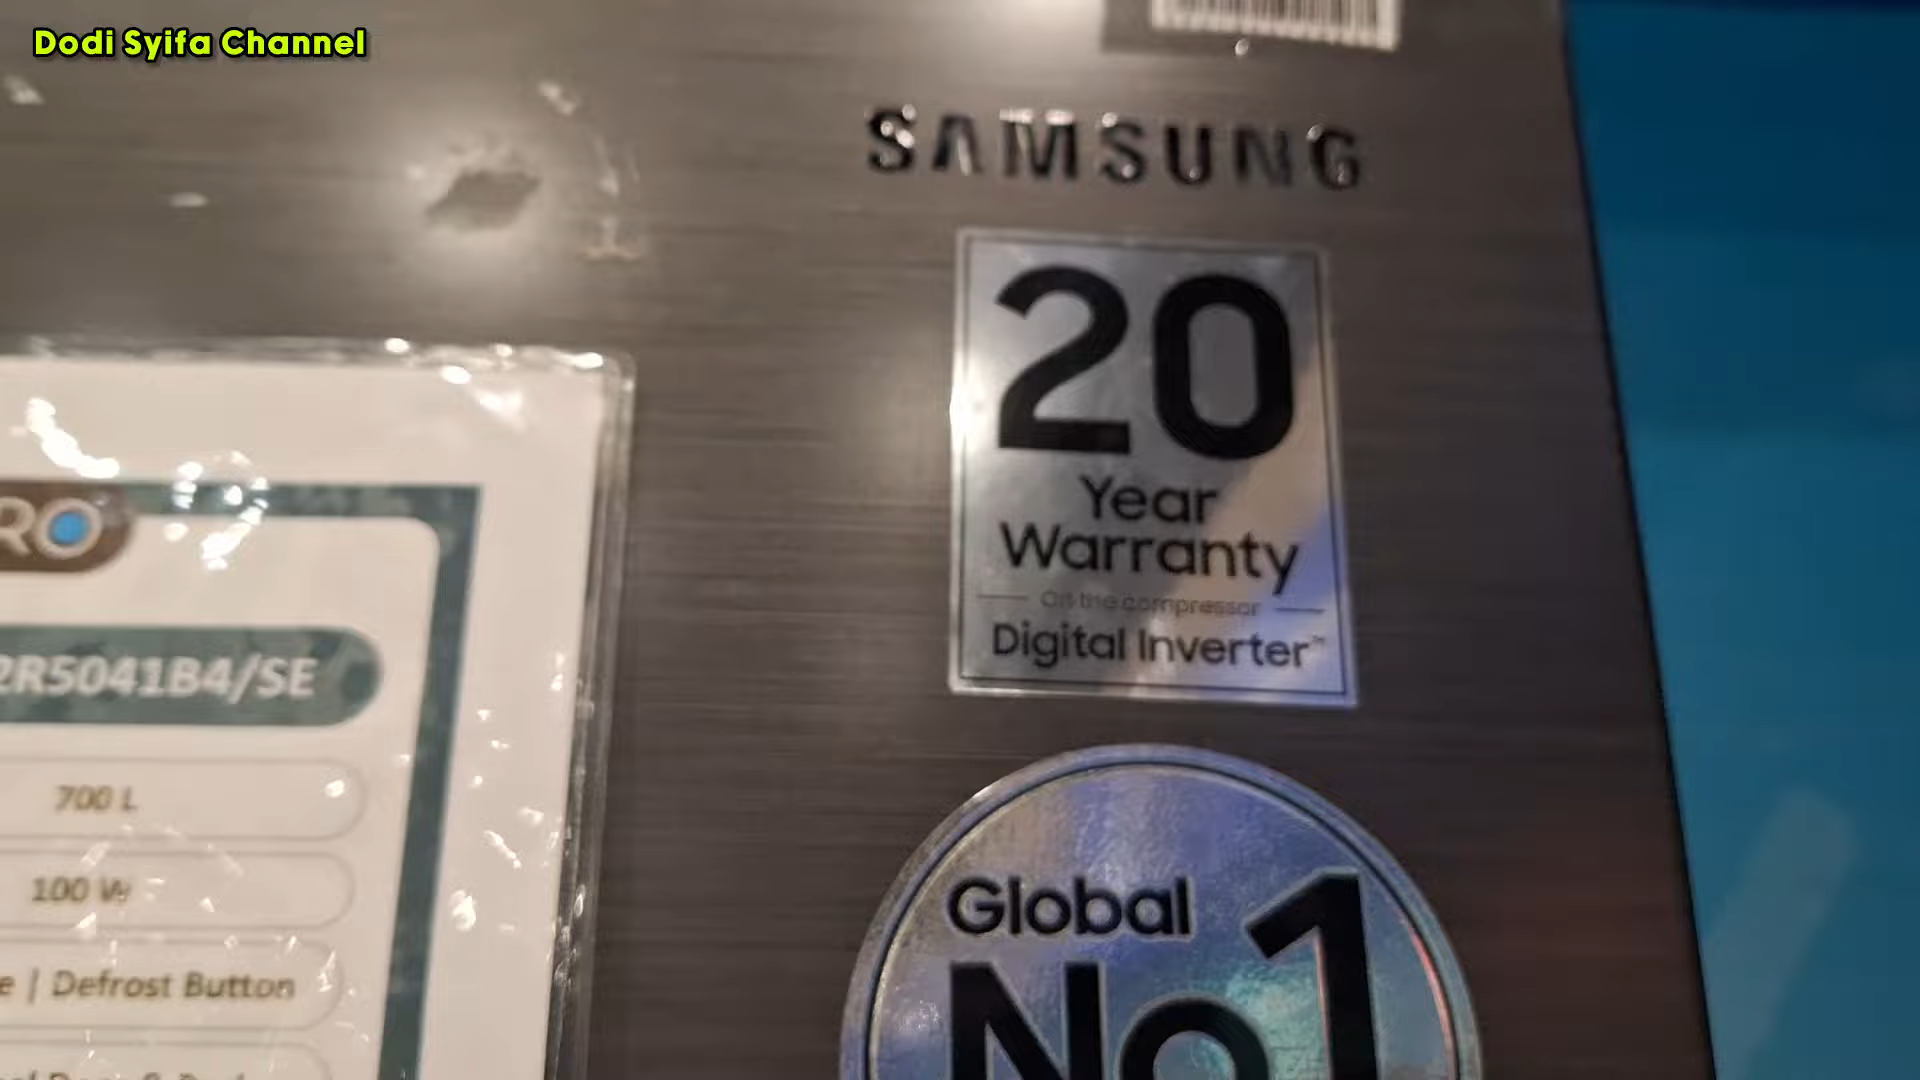 Dodi Syifa Channel
SAMSUNG
20
Year
Warranty
On the compressor
Digital Inverter™
Global
No1
RO
2R5041B4/SE
700 L
100 W
e | Defrost Button